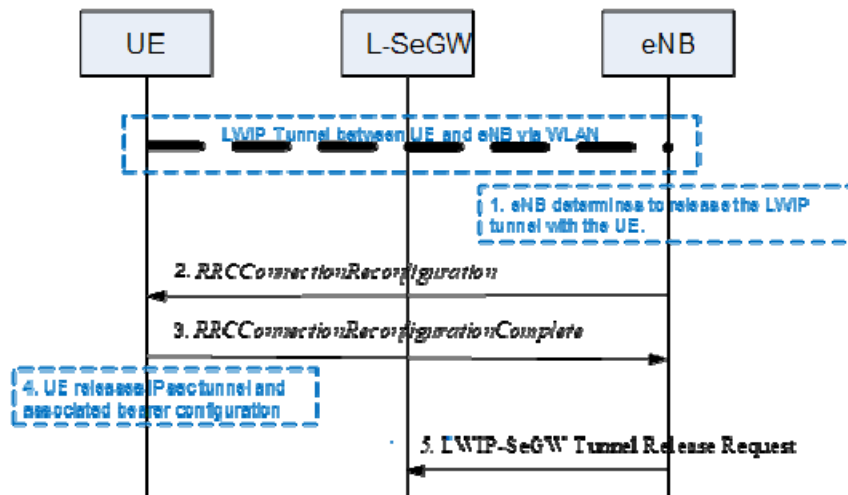 UE L-SeGW eNB
LWIP Tunnel between UE and eNB via WLAN
1. eNB determines to release the LWIP
tunnel with the UE.
2. RRCConnectionReconfiguration
3. RRCConnectionReconfigurationComplete
4. UE releases IPsec tunnel and
associated bearer configuration
5. LWIP-SeGW Tunnel Release Request